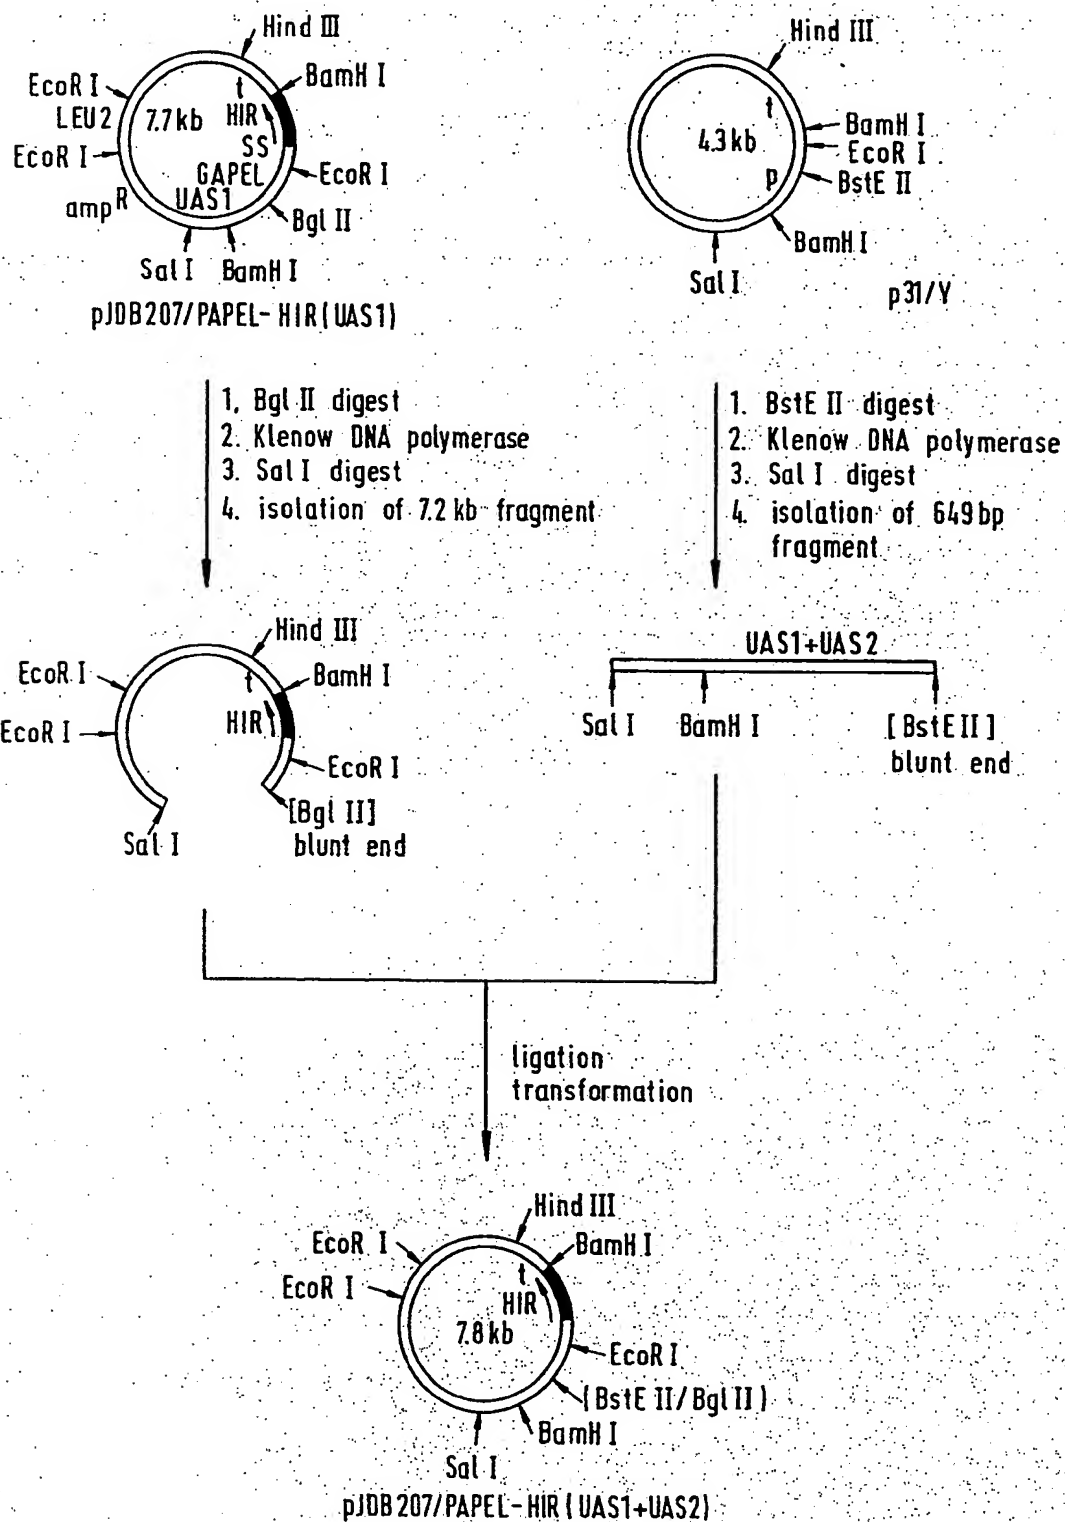 Hind III
BamH I
EcoR I
LEU2
7.7 kb
t
HIR
SS
EcoR I
GAPEL
EcoR I
amp R
UAS1
Bgl II
Sal I
BamH I
pJDB207/PAPEL-HIR(UAS1)
Hind III
t
4.3 kb
BamH I
EcoR I
p
BstE II
BamH I
Sal I
p31/Y
1. Bgl II digest
2. Klenow DNA polymerase
3. Sal I digest
4. isolation of 7.2 kb fragment
1. BstE II digest
2. Klenow DNA polymerase
3. Sal I digest
4. isolation of 649 bp
fragment
Hind III
EcoR I
t
BamH I
EcoR I
HIR
EcoR I
[Bgl II]
blunt end
Sal I
UAS1+UAS2
Sal I
BamH I
[BstE II]
blunt end
ligation
transformation
Hind III
EcoR I
BamH I
EcoR I
t
HIR
7.8 kb
EcoR I
(BstE II/Bgl II)
BamH I
Sal I
pJDB207/PAPEL-HIR(UAS1+UAS2)